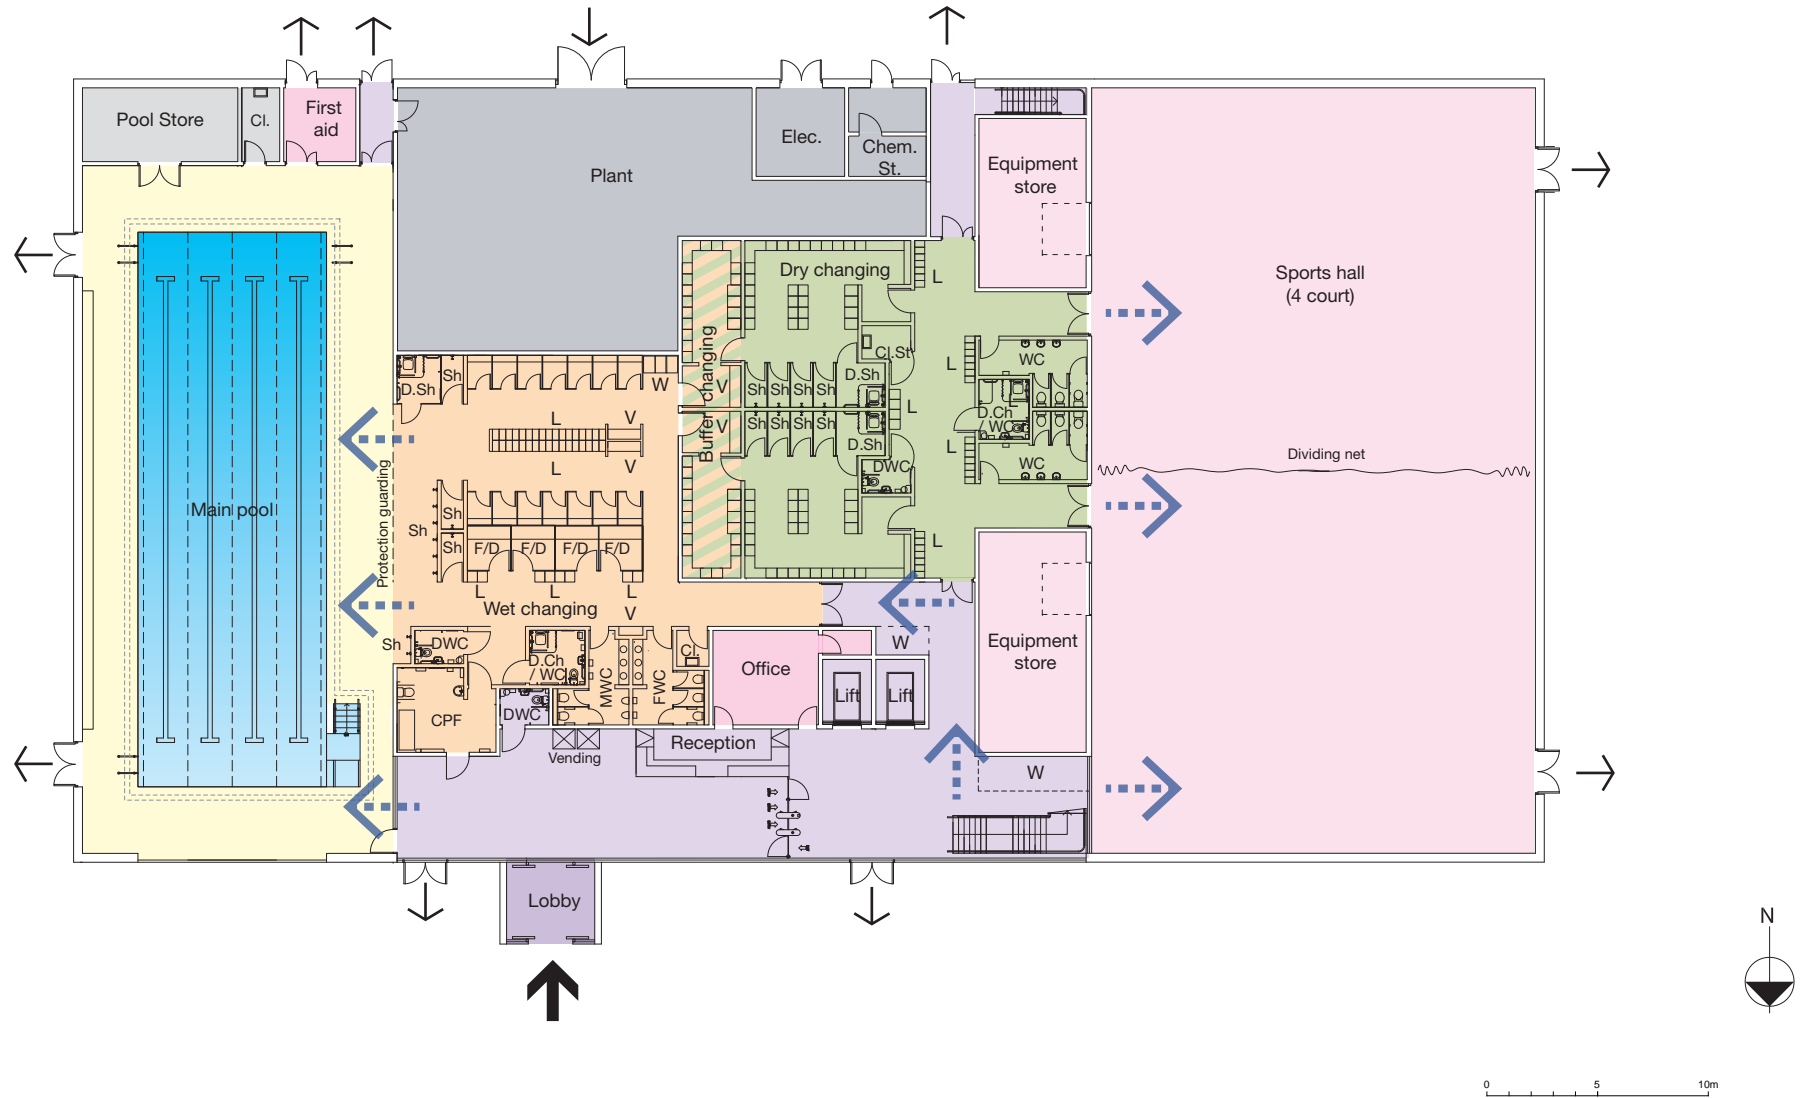 Pool Store
Cl.
First
aid
Plant
Elec.
Chem.
St.
Equipment
store
Sports hall
(4 court)
Dry changing
L
Buffer changing
Cl.St
L
WC
D.Sh
Sh
W
V
Sh
Sh
Sh
Sh
D.Sh
L
L
D.Ch
/ WC
L
V
V
Sh
Sh
Sh
Sh
D.Sh
L
V
L
WC
DWC
Dividing net
Main pool
Protection guarding
Sh
Sh
Sh
F/D
F/D
F/D
F/D
L
L
L
L
V
Wet changing
Sh
DWC
D.Ch
/ WC
MWC
FWC
Cl.
Office
W
Lift
Lift
Equipment
store
CPF
DWC
Vending
Reception
W
Lobby
N
0
5
10m